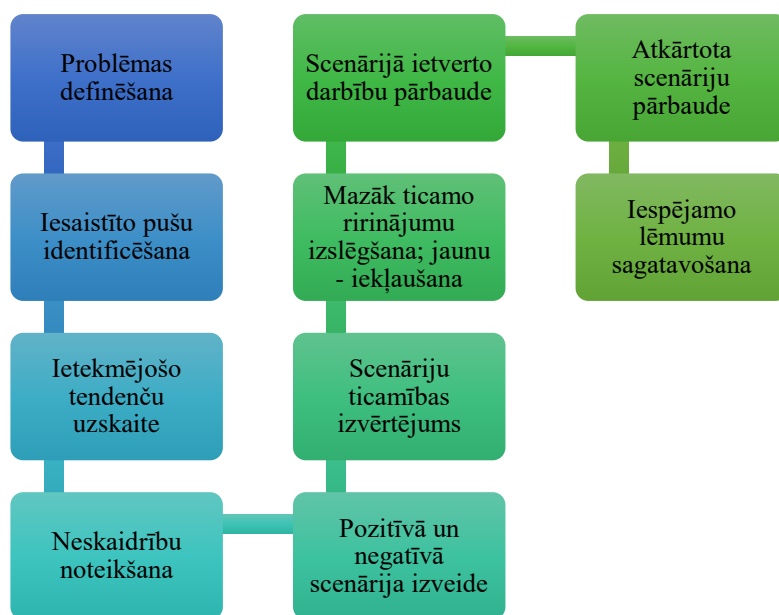 Problēmas
definēšana
Iesaistīto pušu
identificēšana
Ietekmējošo
tendenču
uzskaite
Neskaidrību
noteikšana
Pozitīvā un
negatīvā
scenārija izveide
Scenāriju
ticamības
izvērtējums
Mazāk ticamo
ririnājumu
izslēgšana; jaunu
- iekļaušana
Scenārijā ietverto
darbību pārbaude
Atkārtota
scenāriju
pārbaude
Iespējamo
lēmumu
sagatavošana